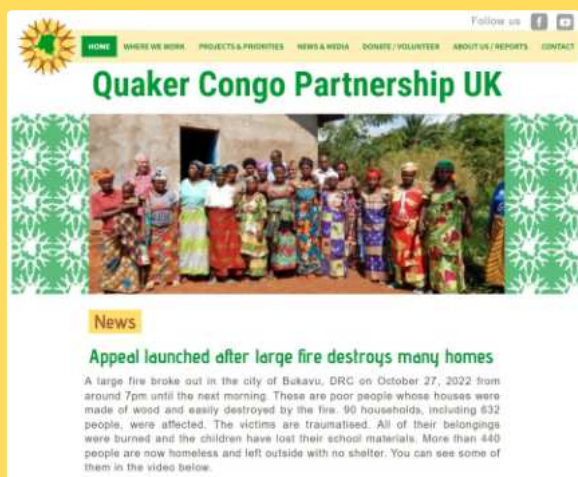 Follow us
HOME WHERE WE WORK PROJECTS & PRIORITIES NEWS & MEDIA DONATE / VOLUNTEER ABOUT US / REPORTS CONTACT
Quaker Congo Partnership UK
News
Appeal launched after large fire destroys many homes
A large fire broke out in the city of Bukavu, DRC on October 27, 2022 from
around 7pm until the next morning. These are poor people whose houses were
made of wood and easily destroyed by the fire. 90 households, including 632
people, were affected. The victims are traumatised. All of their belongings
were burned and the children have lost their school materials. More than 440
people are now homeless and left outside with no shelter. You can see some of
them in the video below.